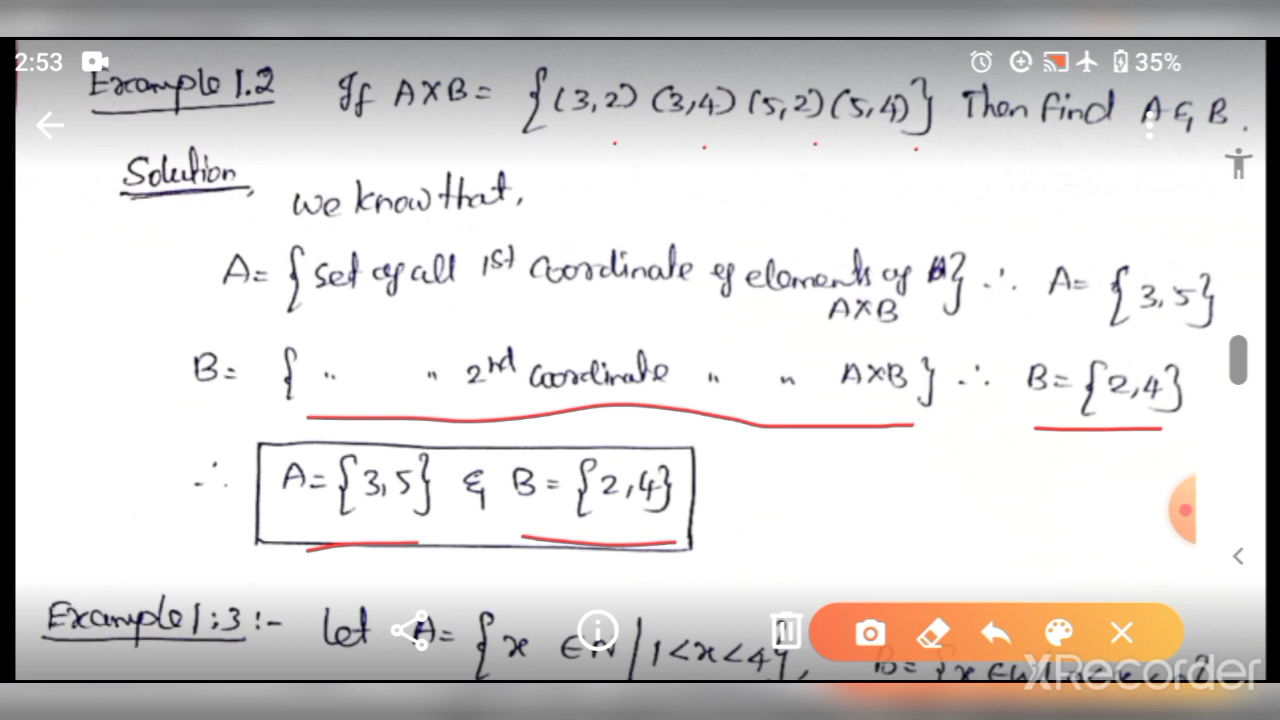 2:53 35%
Example 1.2 If A×B = {(3,2) (3,4) (5,2) (5,4)} Then find A & B.
Solution
we know that,
A = {set of all 1st coordinate of elements of A×B} ∴ A = {3,5}
B = { " " 2nd coordinate " " A×B } ∴ B = {2,4}
∴ A = {3,5} & B = {2,4}
Example 1:3 :- Let A = {x ∈ N / 1<x<4},
B = {x ∈ W
XRecorder